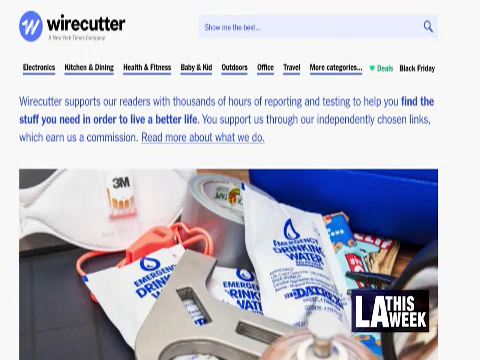 wirecutter
A New York Times Company
Show me the best...
Electronics Kitchen & Dining Health & Fitness Baby & Kid Outdoors Office Travel More categories... Deals Black Friday
Wirecutter supports our readers with thousands of hours of reporting and testing to help you find the
stuff you need in order to live a better life. You support us through our independently chosen links,
which earn us a commission. Read more about what we do.
3M
EMERGENCY
DRINKING
WATER
EMERGENCY
DRINKING
WATER
DATREX
LA THIS
WEEK